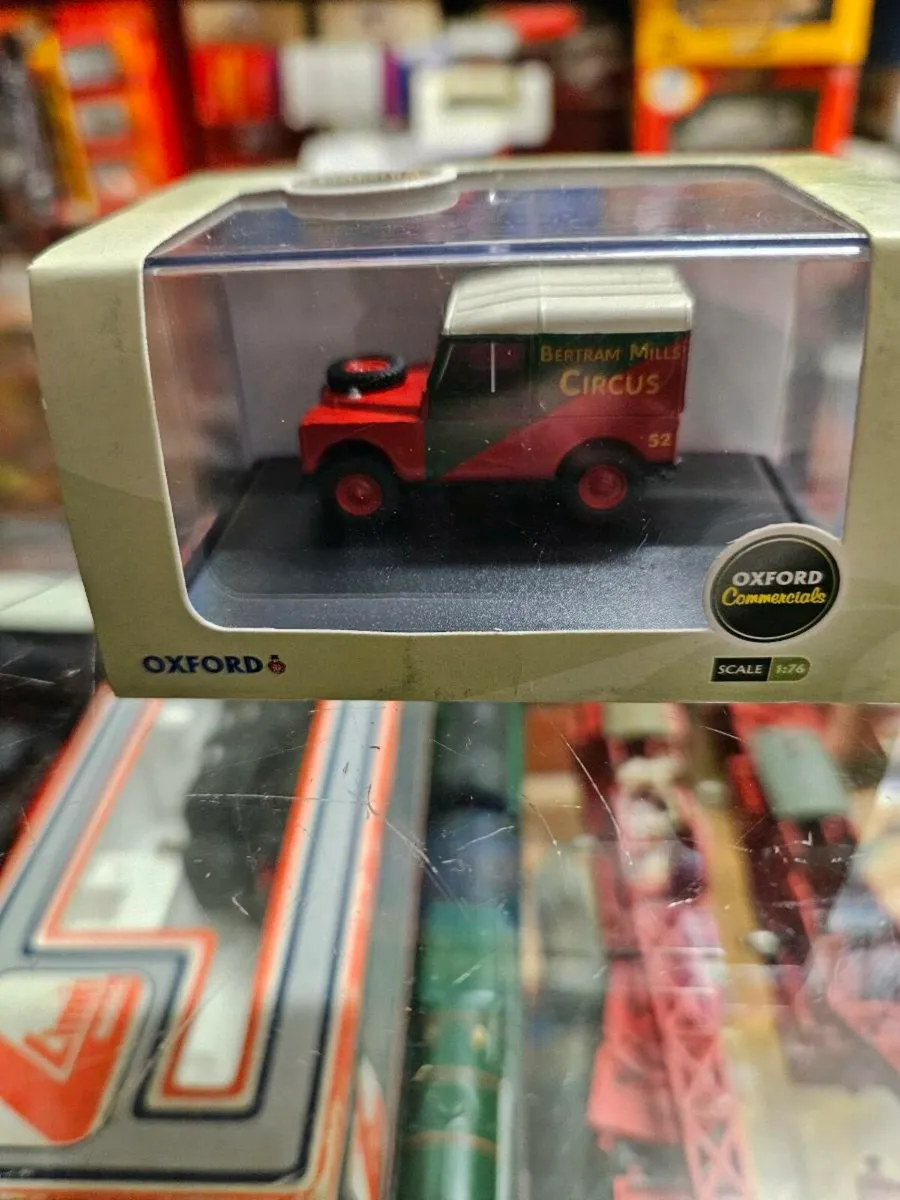 BERTRAM MILLS
CIRCUS
52
OXFORD
Commercials
OXFORD
SCALE 1:76